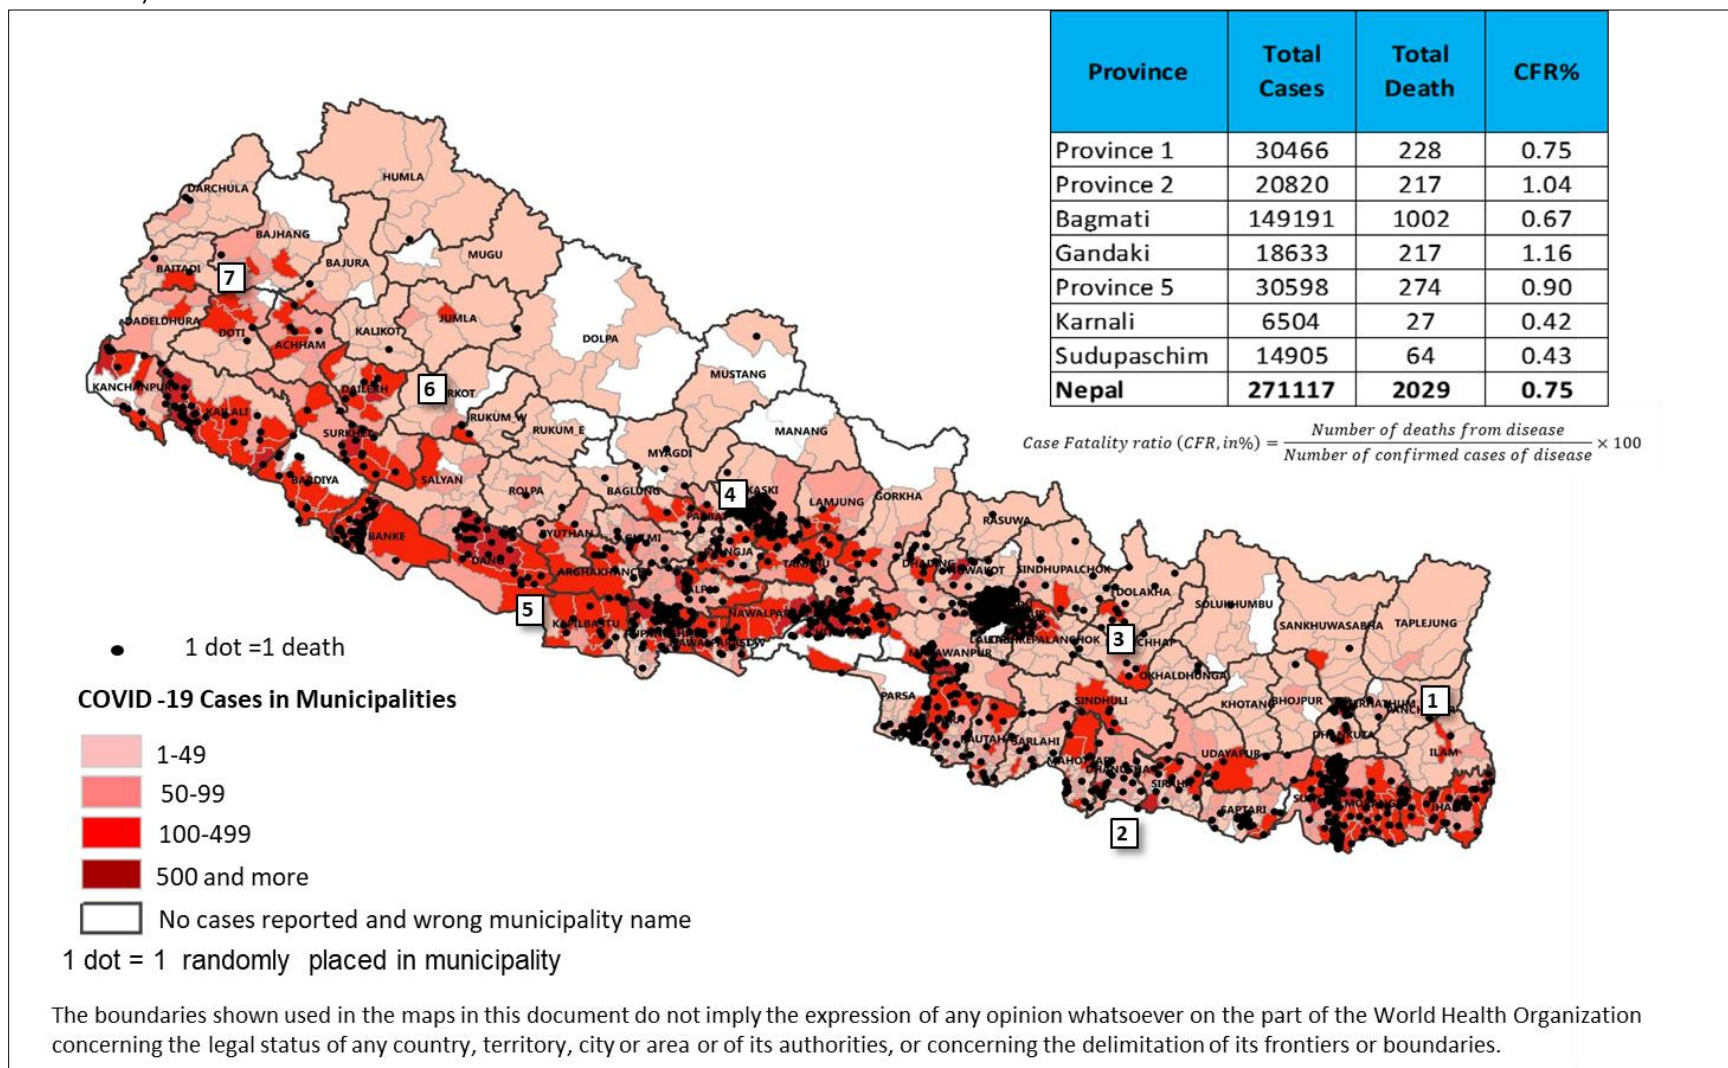 Province Total Cases Total Death CFR%
Province 1 30466 228 0.75
Province 2 20820 217 1.04
Bagmati 149191 1002 0.67
Gandaki 18633 217 1.16
Province 5 30598 274 0.90
Karnali 6504 27 0.42
Sudupaschim 14905 64 0.43
Nepal 271117 2029 0.75
Case Fatality ratio (CFR, in%) = Number of deaths from disease / Number of confirmed cases of disease × 100
HUMLA
DARCHULA
BAJHANG
MUGU
BAJURA
BAITADI
7
DADELDHURA
DOTI
JUMLA
KALIKOT
ACHHAM
DOLPA
MUSTANG
KANCHANPUR
DAILEKH
6
RKOT
KAILALI
RUKUM_W
RUKUM_E
MANANG
SURKHET
MYAGDI
BARDIYA
SALYAN
ROLPA
BAGLUNG
4
KASKI
LAMJUNG
GORKHA
RASUWA
BANKE
DANG
DHADING
SINDHUPALCHOK
DOLAKHA
SOLUKHUMBU
SANKHUWASABHA
TAPLEJUNG
5
3
CHHAP
OKHALDHUNGA
PARSA
SINDHULI
KHOTANG
BHOJPUR
1
DHANKUTA
ILAM
UDAYAPUR
SARLAHI
SIRAHA
SAPTARI
2
1 dot =1 death
COVID -19 Cases in Municipalities
1-49
50-99
100-499
500 and more
No cases reported and wrong municipality name
1 dot = 1 randomly placed in municipality
The boundaries shown used in the maps in this document do not imply the expression of any opinion whatsoever on the part of the World Health Organization
concerning the legal status of any country, territory, city or area or of its authorities, or concerning the delimitation of its frontiers or boundaries.